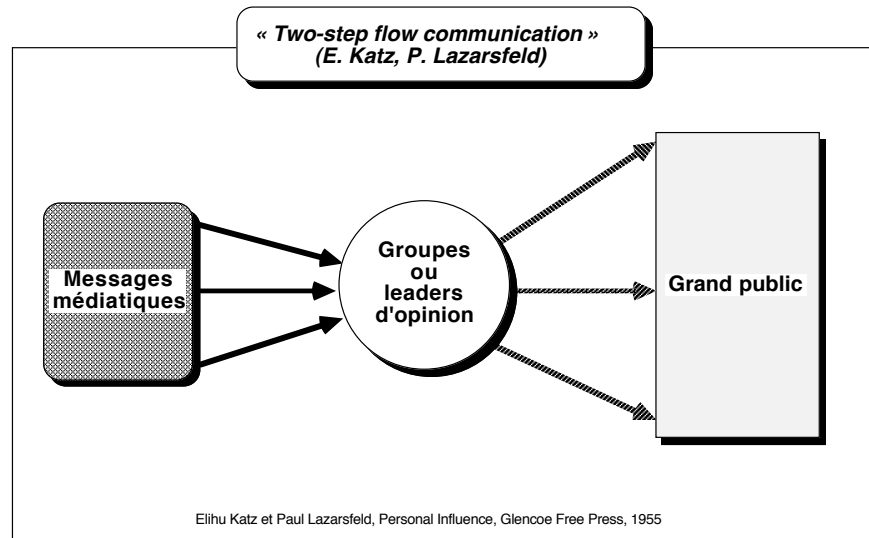 « Two-step flow communication »
(E. Katz, P. Lazarsfeld)
Messages
médiatiques
Groupes
ou
leaders
d'opinion
Grand public
Elihu Katz et Paul Lazarsfeld, Personal Influence, Glencoe Free Press, 1955